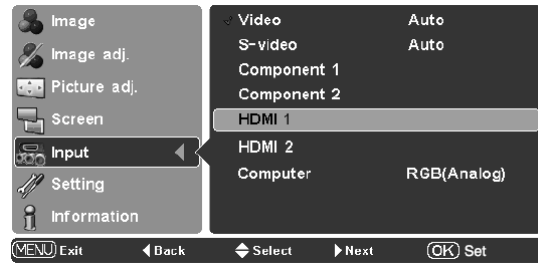 Image
Image adj.
Picture adj.
Screen
Input
Setting
Information
Video Auto
S-video Auto
Component 1
Component 2
HDMI 1
HDMI 2
Computer RGB(Analog)
MENU Exit Back Select Next OK Set